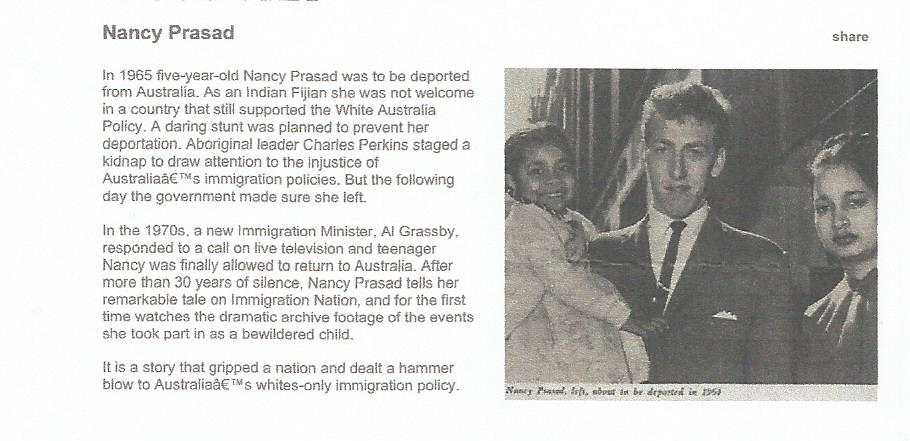 Nancy Prasad
share
In 1965 five-year-old Nancy Prasad was to be deported
from Australia. As an Indian Fijian she was not welcome
in a country that still supported the White Australia
Policy. A daring stunt was planned to prevent her
deportation. Aboriginal leader Charles Perkins staged a
kidnap to draw attention to the injustice of
Australiaâ€™s immigration policies. But the following
day the government made sure she left.
In the 1970s, a new Immigration Minister, Al Grassby,
responded to a call on live television and teenager
Nancy was finally allowed to return to Australia. After
more than 30 years of silence, Nancy Prasad tells her
remarkable tale on Immigration Nation, and for the first
time watches the dramatic archive footage of the events
she took part in as a bewildered child.
It is a story that gripped a nation and dealt a hammer
blow to Australiaâ€™s whites-only immigration policy.
Nancy Prasad, left, about to be deported in 1964